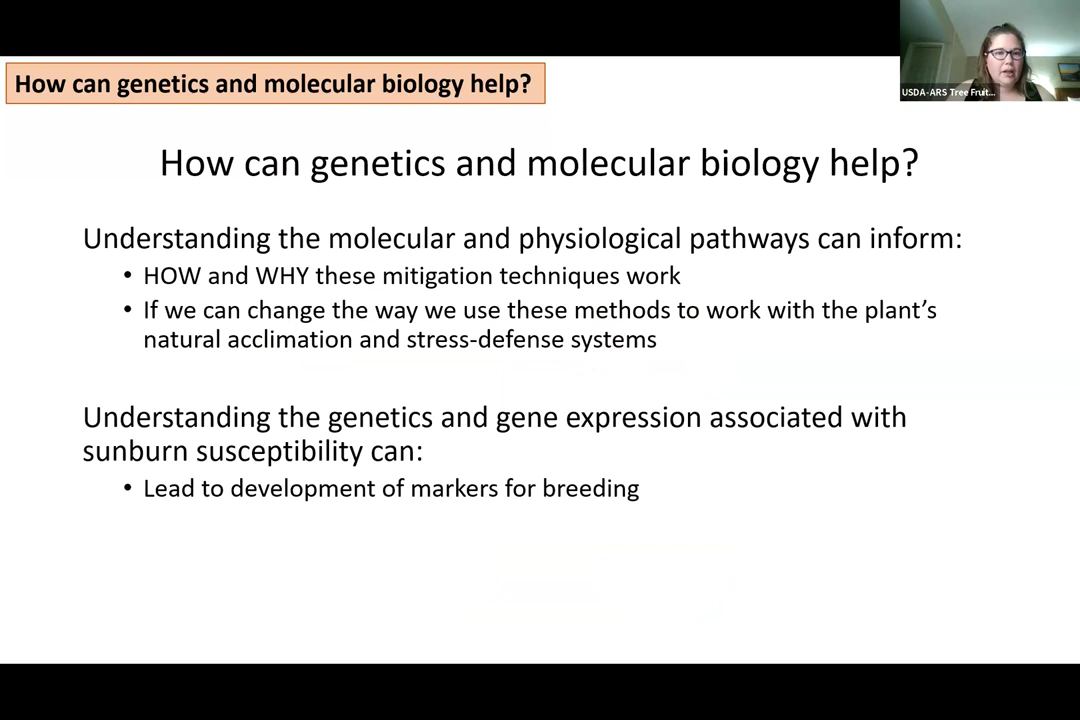 How can genetics and molecular biology help?
USDA-ARS Tree Fruit...
How can genetics and molecular biology help?
Understanding the molecular and physiological pathways can inform:
• HOW and WHY these mitigation techniques work
• If we can change the way we use these methods to work with the plant’s
natural acclimation and stress-defense systems
Understanding the genetics and gene expression associated with
sunburn susceptibility can:
• Lead to development of markers for breeding